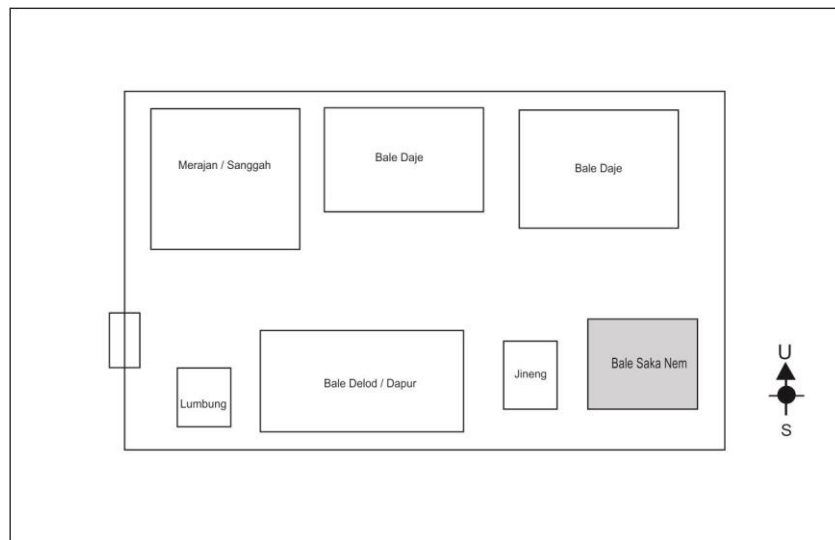 Merajan / Sanggah
Bale Daje
Bale Daje
Lumbung
Bale Delod / Dapur
Jineng
Bale Saka Nem
U
S